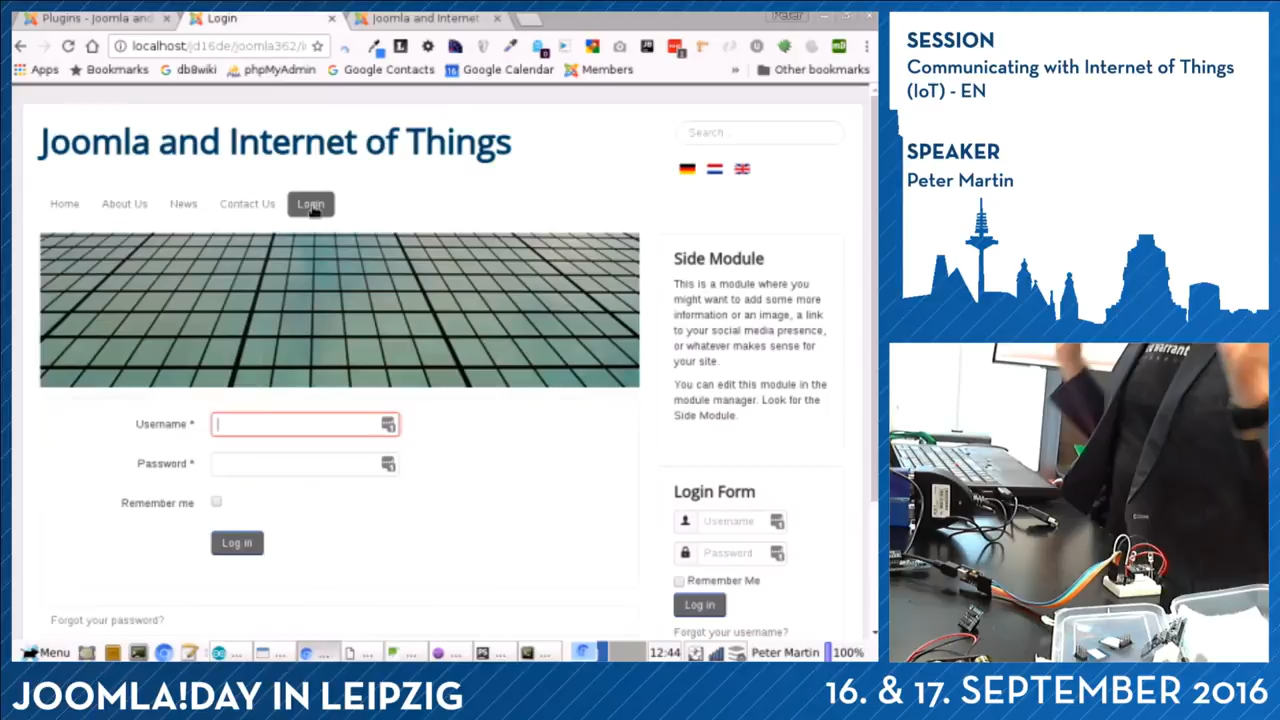 Plugins - Joomla and
Login
Joomla and Internet
localhost/jd16de/joomla362/i
Apps
Bookmarks
db8wiki
phpMyAdmin
Google Contacts
Google Calendar
Members
»
Other bookmarks
Joomla and Internet of Things
Search...
Home
About Us
News
Contact Us
Login
Side Module
This is a module where you
might want to add some more
information or an image, a link
to your social media presence,
or whatever makes sense for
your site.
You can edit this module in the
module manager. Look for the
Side Module.
Username *
Password *
Remember me
Log in
Forgot your password?
Login Form
Username
Password
Remember Me
Log in
Forgot your username?
Menu
12:44
Peter Martin
100%
SESSION
Communicating with Internet of Things
(IoT) - EN
SPEAKER
Peter Martin
JOOMLA!DAY IN LEIPZIG
16. & 17. SEPTEMBER 2016